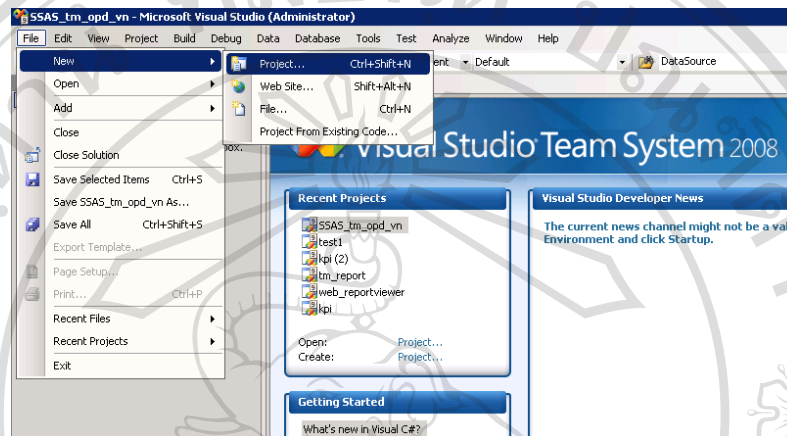 SSAS_tm_opd_vn - Microsoft Visual Studio (Administrator)
File Edit View Project Build Debug Data Database Tools Test Analyze Window Help
New
Open
Add
Close
Close Solution
Save Selected Items Ctrl+S
Save SSAS_tm_opd_vn As...
Save All Ctrl+Shift+S
Export Template...
Page Setup...
Print... Ctrl+P
Recent Files
Recent Projects
Exit
Project... Ctrl+Shift+N
Web Site... Shift+Alt+N
File... Ctrl+N
Project From Existing Code...
Default
DataSource
Visual Studio Team System 2008
Recent Projects
SSAS_tm_opd_vn
test1
kpi (2)
tm_report
web_reportviewer
kpi
Open: Project...
Create: Project...
Getting Started
What's new in Visual C#?
Visual Studio Developer News
The current news channel might not be a
Environment and click Startup.